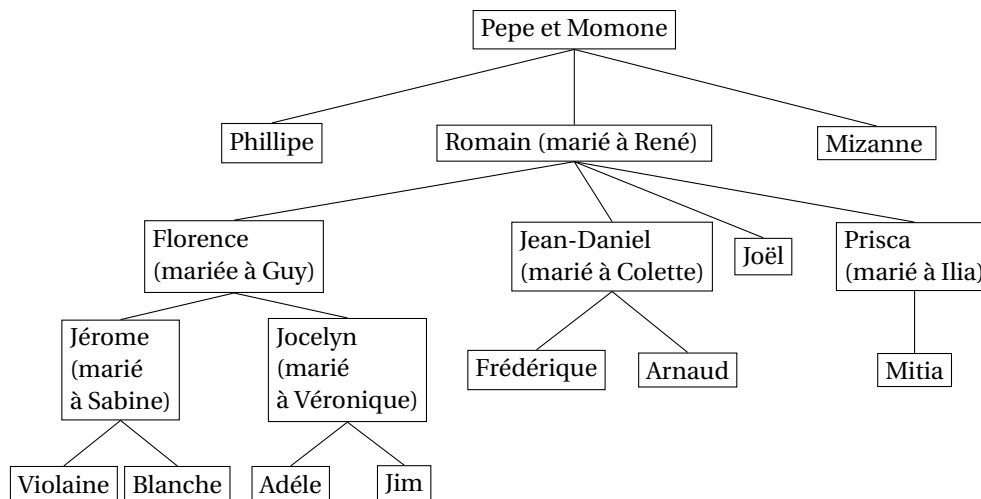 Pepe et Momone
Phillipe
Romain (marié à René)
Mizanne
Florence
(mariée à Guy)
Jean-Daniel
(marié à Colette)
Joël
Prisca
(marié à Ilia)
Jérome
(marié
à Sabine)
Jocelyn
(marié
à Véronique)
Frédérique
Arnaud
Mitia
Violaine
Blanche
Adéle
Jim